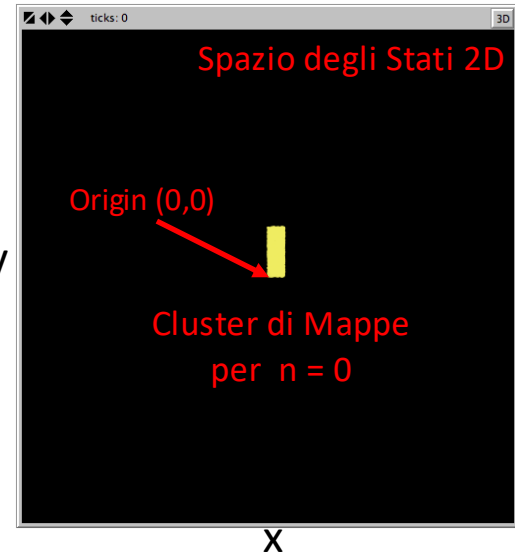 ticks: 0
3D
Spazio degli Stati 2D
Origin (0,0)
y
Cluster di Mappe
per n = 0
x